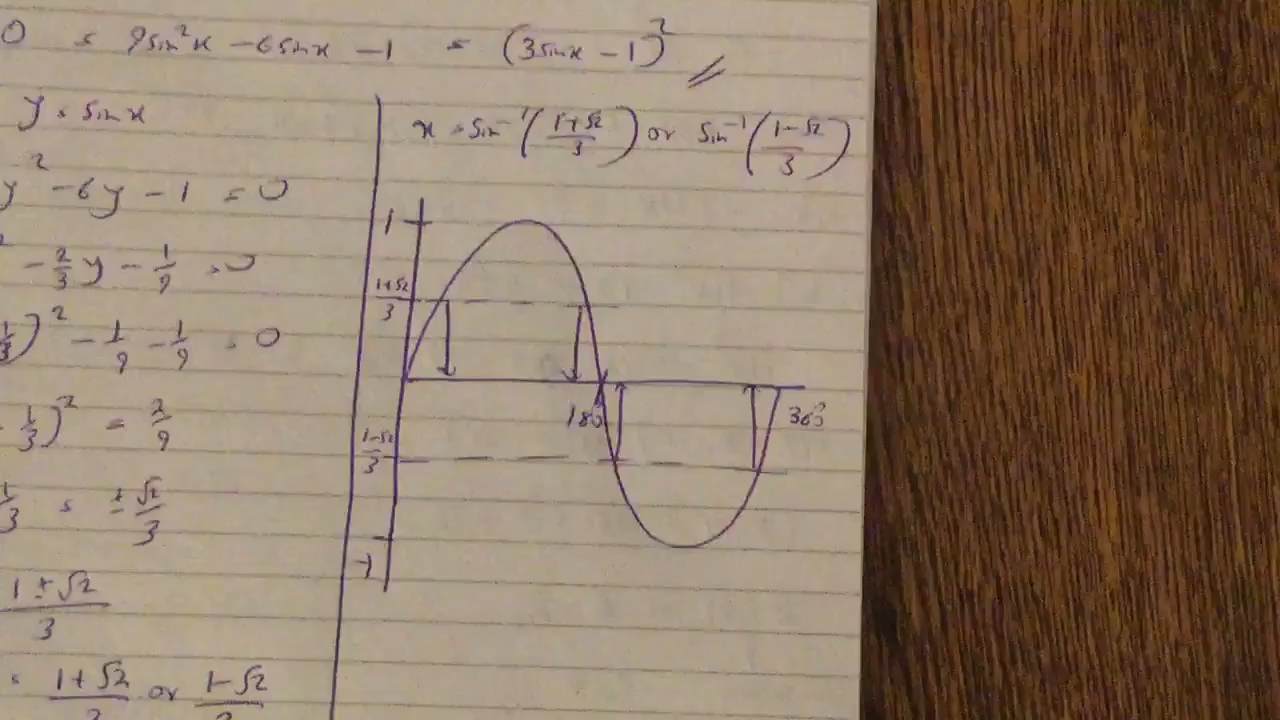 0 = 9sin²x - 6sinx - 1 = (3sinx - 1)²
y = sinx
y² - 6y - 1 = 0
² - 2/3 y - 1/9 = 0
1/3)² - 1/9 - 1/9 = 0
- 1/3)² = 2/9
1/3 = ± √2/3
1 ± √2 / 3
= 1+√2 / 3 or 1-√2 / 3
x = sin⁻¹(1+√2 / 3) or sin⁻¹(1-√2 / 3)
1
1+√2 / 3
180°
360°
1-√2 / 3
-1